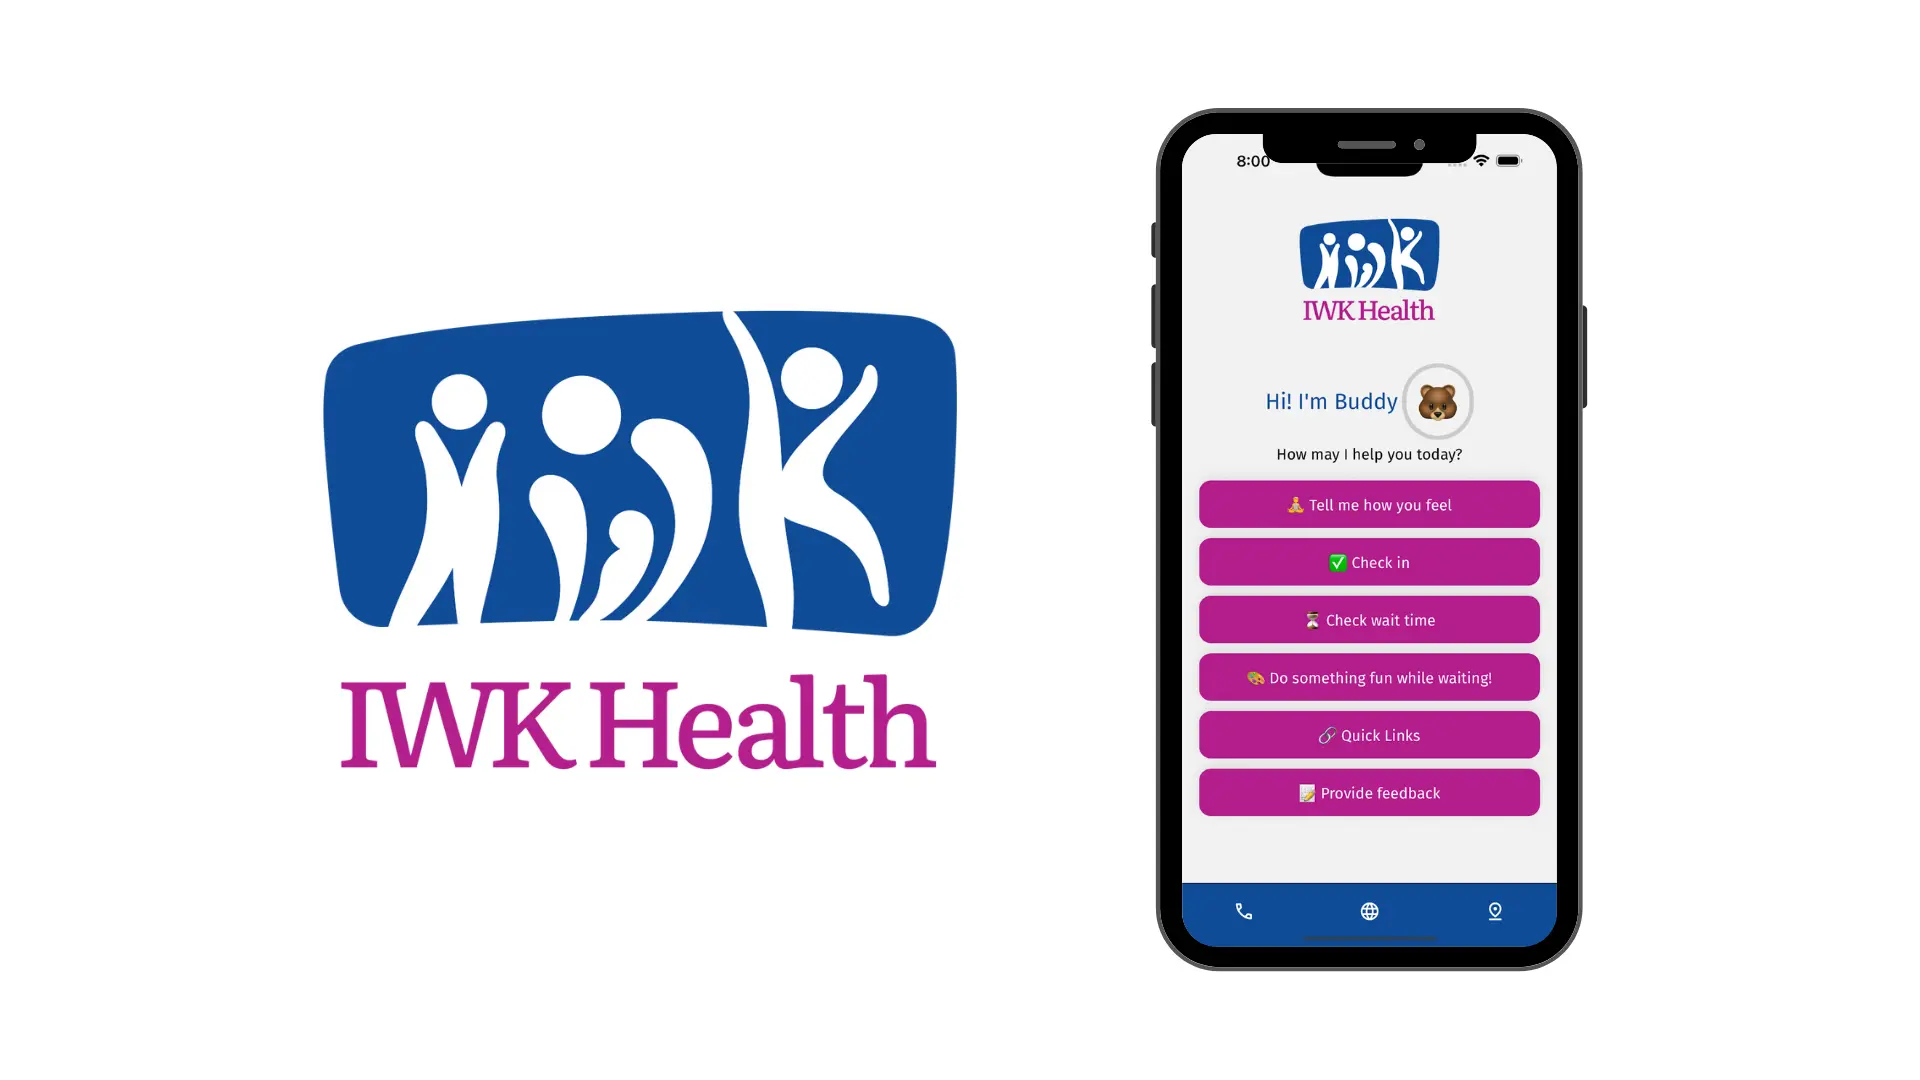 IWK Health
8:00
IWK Health
Hi! I'm Buddy
How may I help you today?
Tell me how you feel
Check in
Check wait time
Do something fun while waiting!
Quick Links
Provide feedback